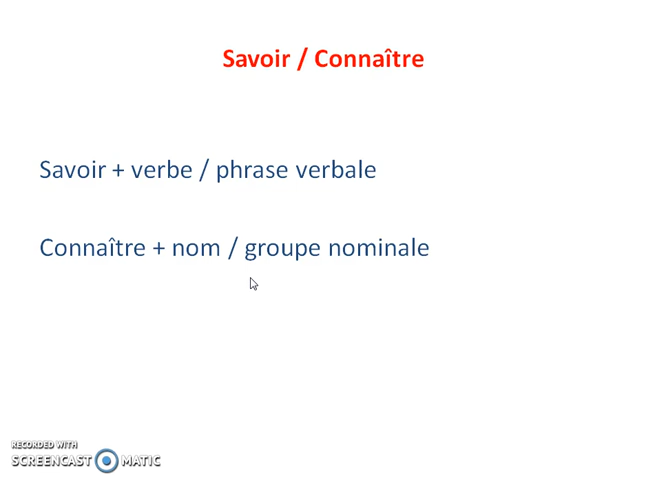 Savoir / Connaître
Savoir + verbe / phrase verbale
Connaître + nom / groupe nominale
RECORDED WITH
SCREENCAST MATIC